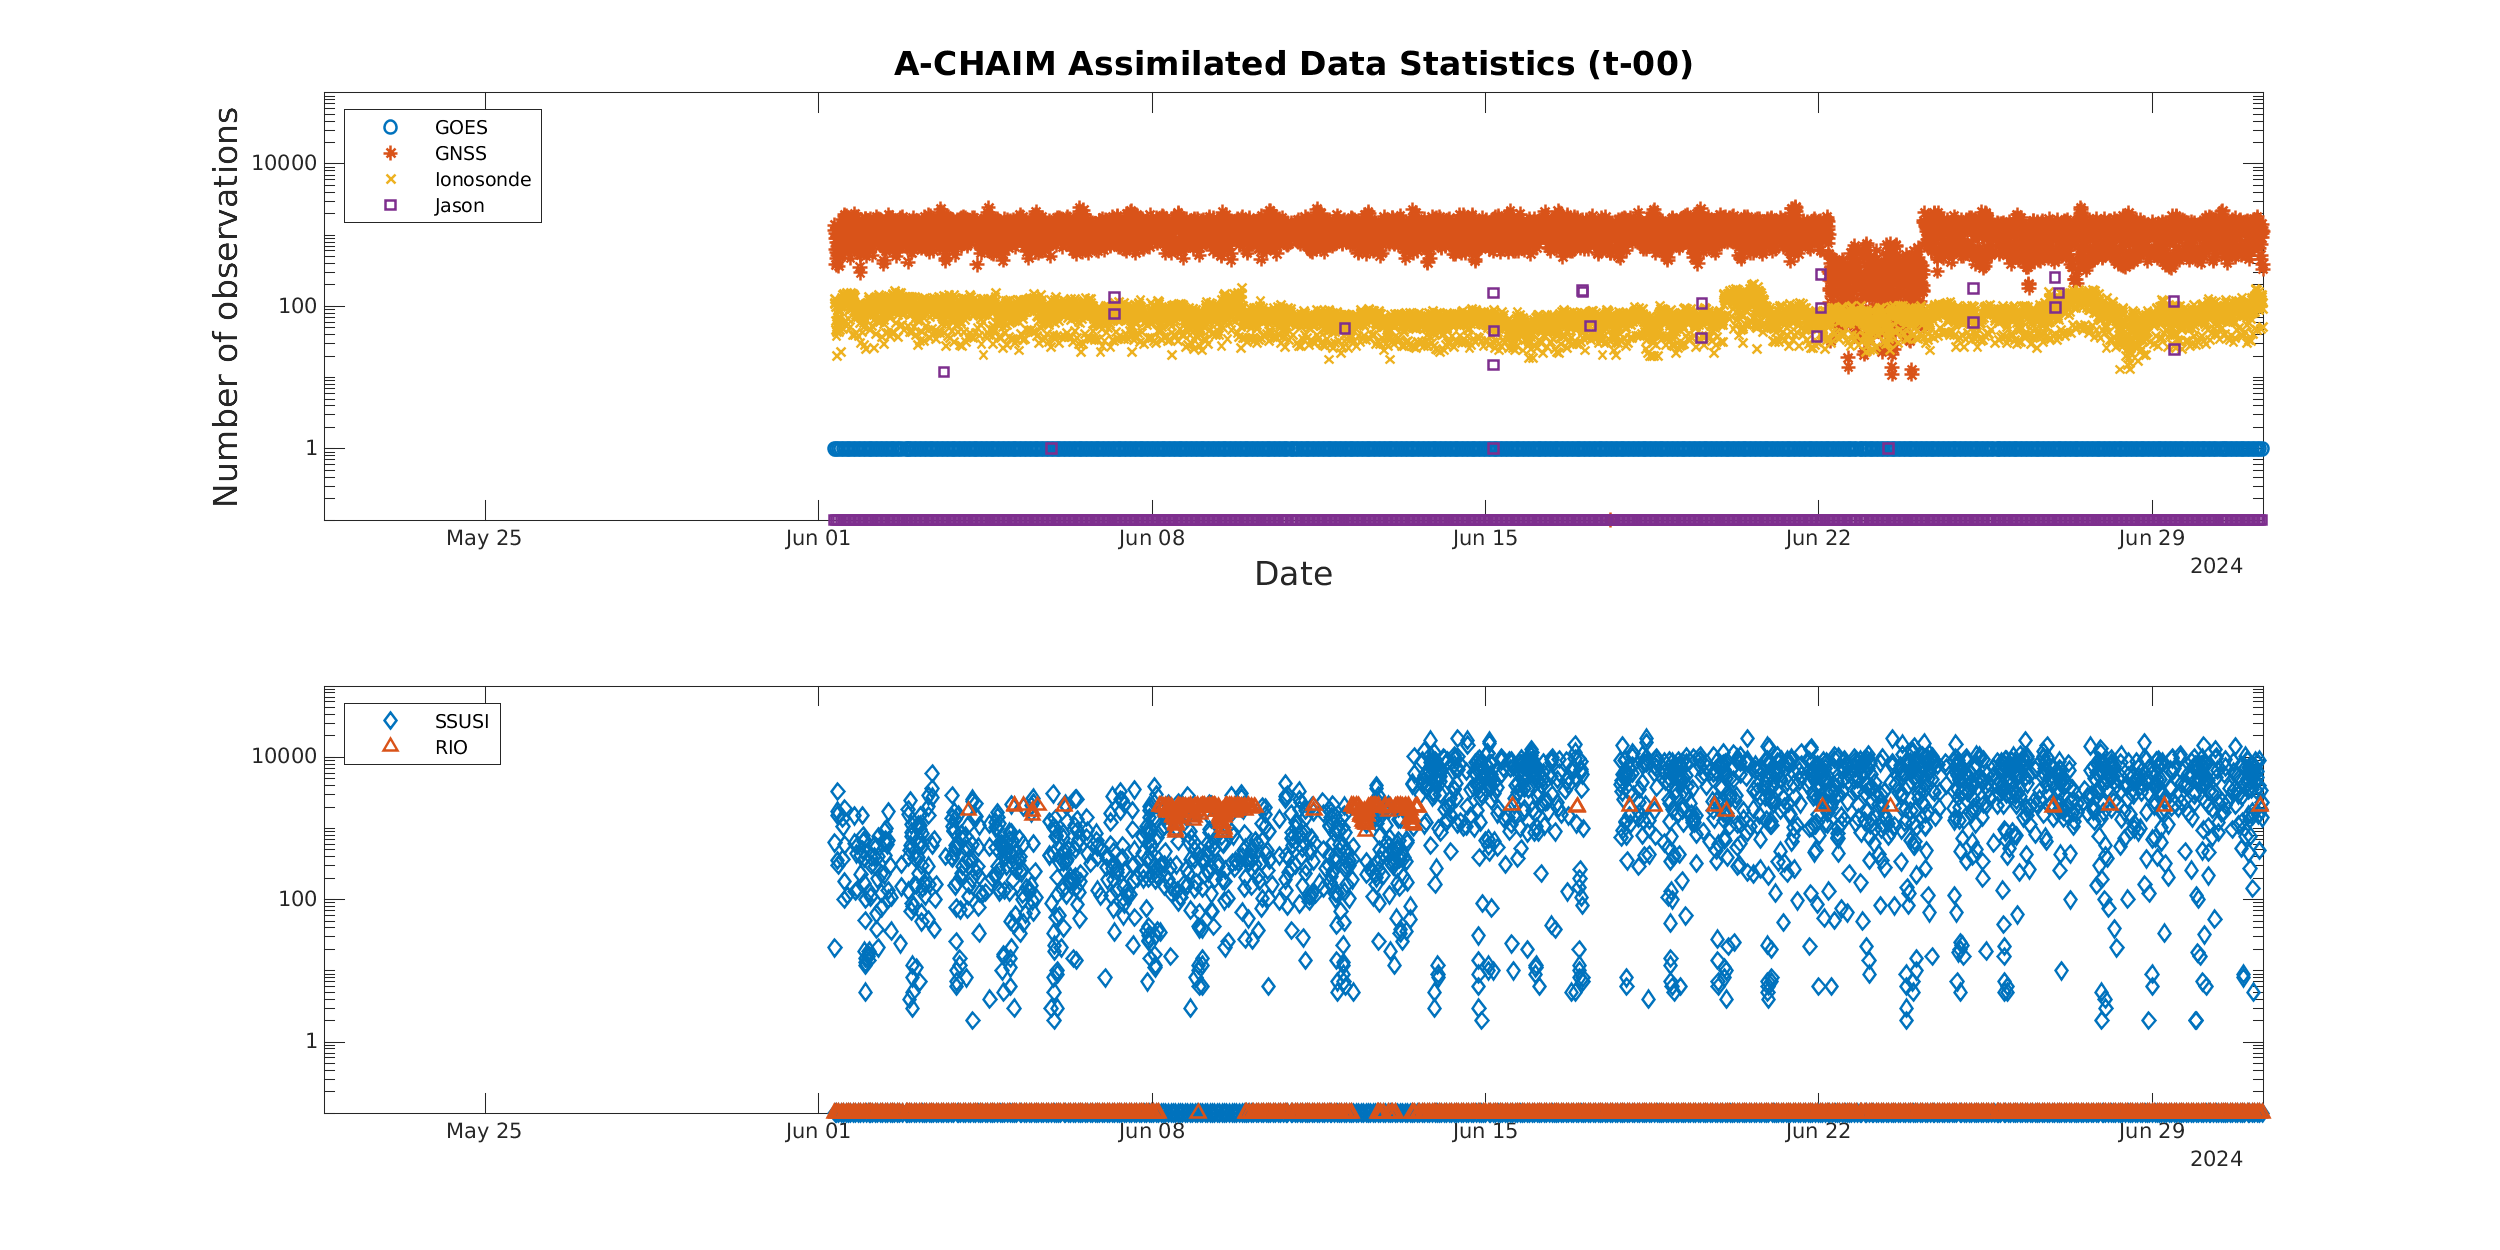 A-CHAIM Assimilated Data Statistics (t-00)
Number of observations
10000
100
1
GOES
GNSS
Ionosonde
Jason
May 25
Jun 01
Jun 08
Jun 15
Jun 22
Jun 29
2024
Date
10000
100
1
SSUSI
RIO
May 25
Jun 01
Jun 08
Jun 15
Jun 22
Jun 29
2024